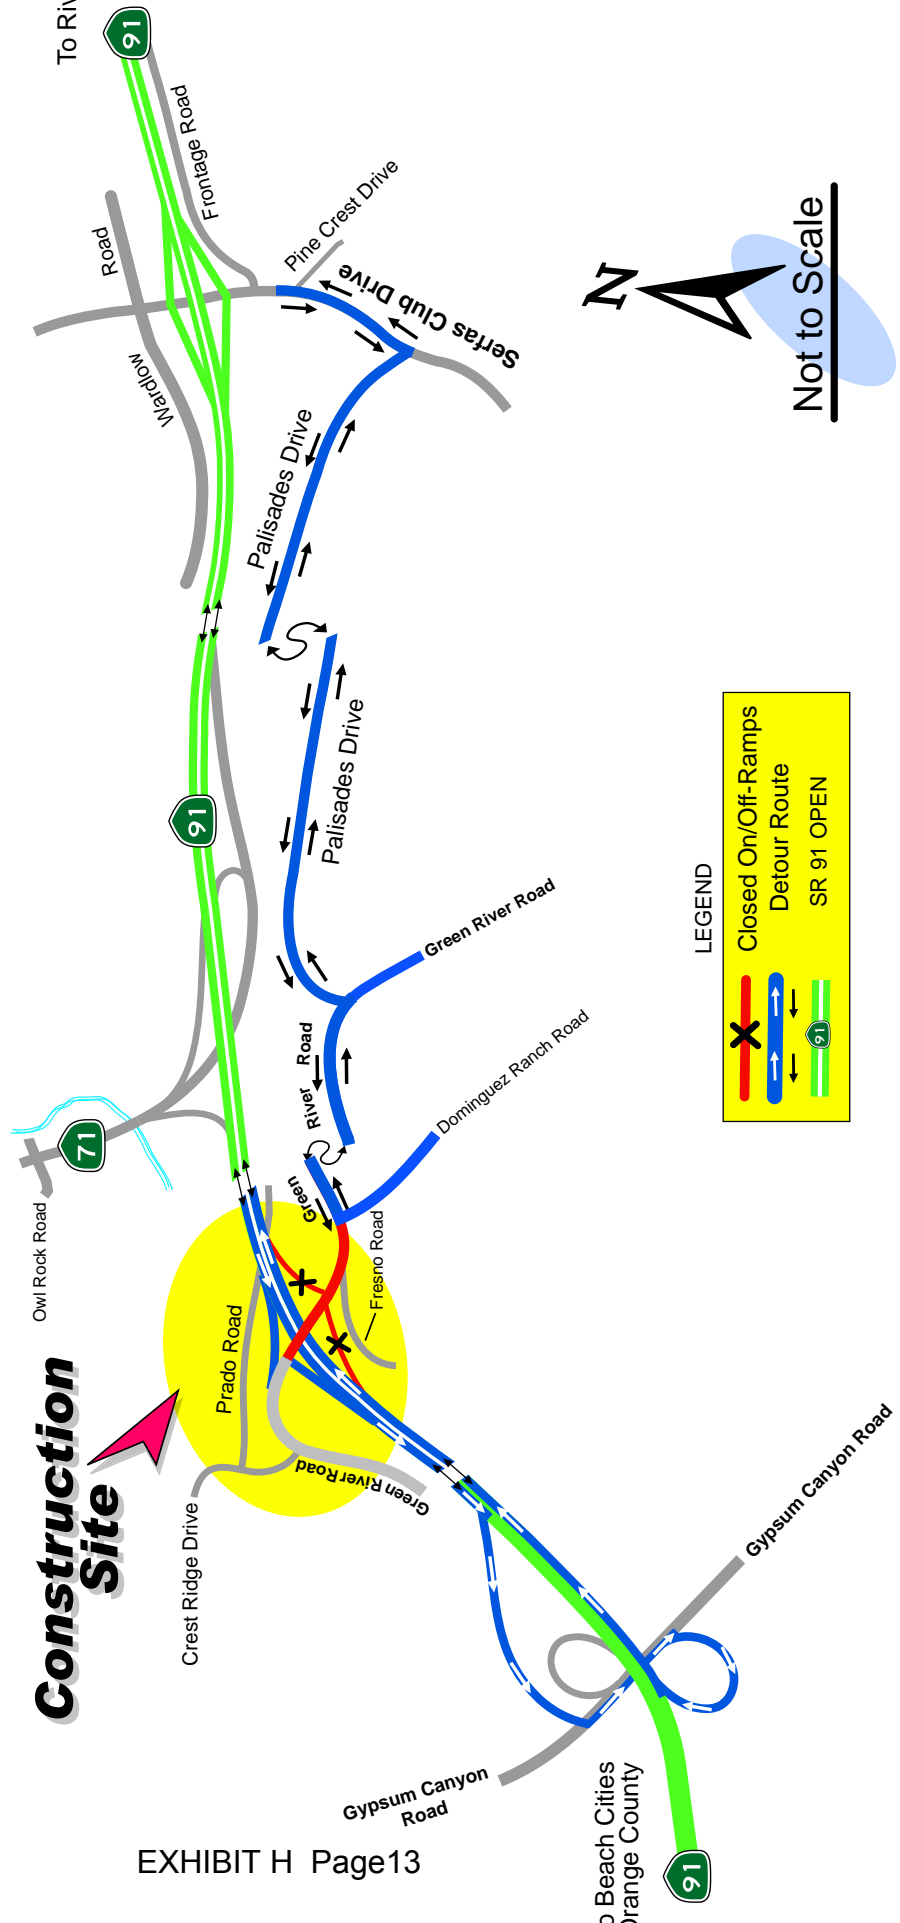 To Riv
91
Frontage Road
Road
Wardlow
Pine Crest Drive
Serfas Club Drive
Palisades Drive
N
Not to Scale
91
Palisades Drive
Green River Road
River Road
Dominguez Ranch Road
Green
Fresno Road
71
Owl Rock Road
Prado Road
Construction
Site
Crest Ridge Drive
Green River Road
Gypsum Canyon Road
Gypsum Canyon
Road
o Beach Cities
Orange County
91
LEGEND
Closed On/Off-Ramps
Detour Route
91
SR 91 OPEN
EXHIBIT H Page13